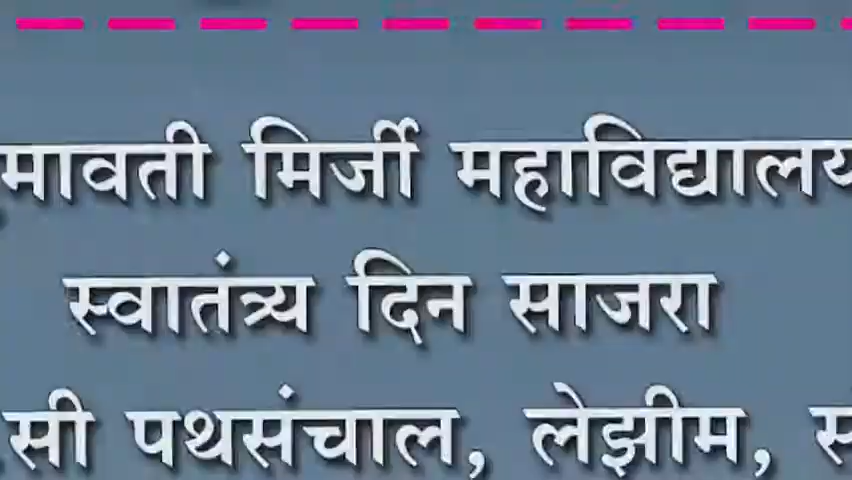 मावती मिर्जी महाविद्यालय
स्वातंत्र्य दिन साजरा
सी पथसंचाल, लेझीम,